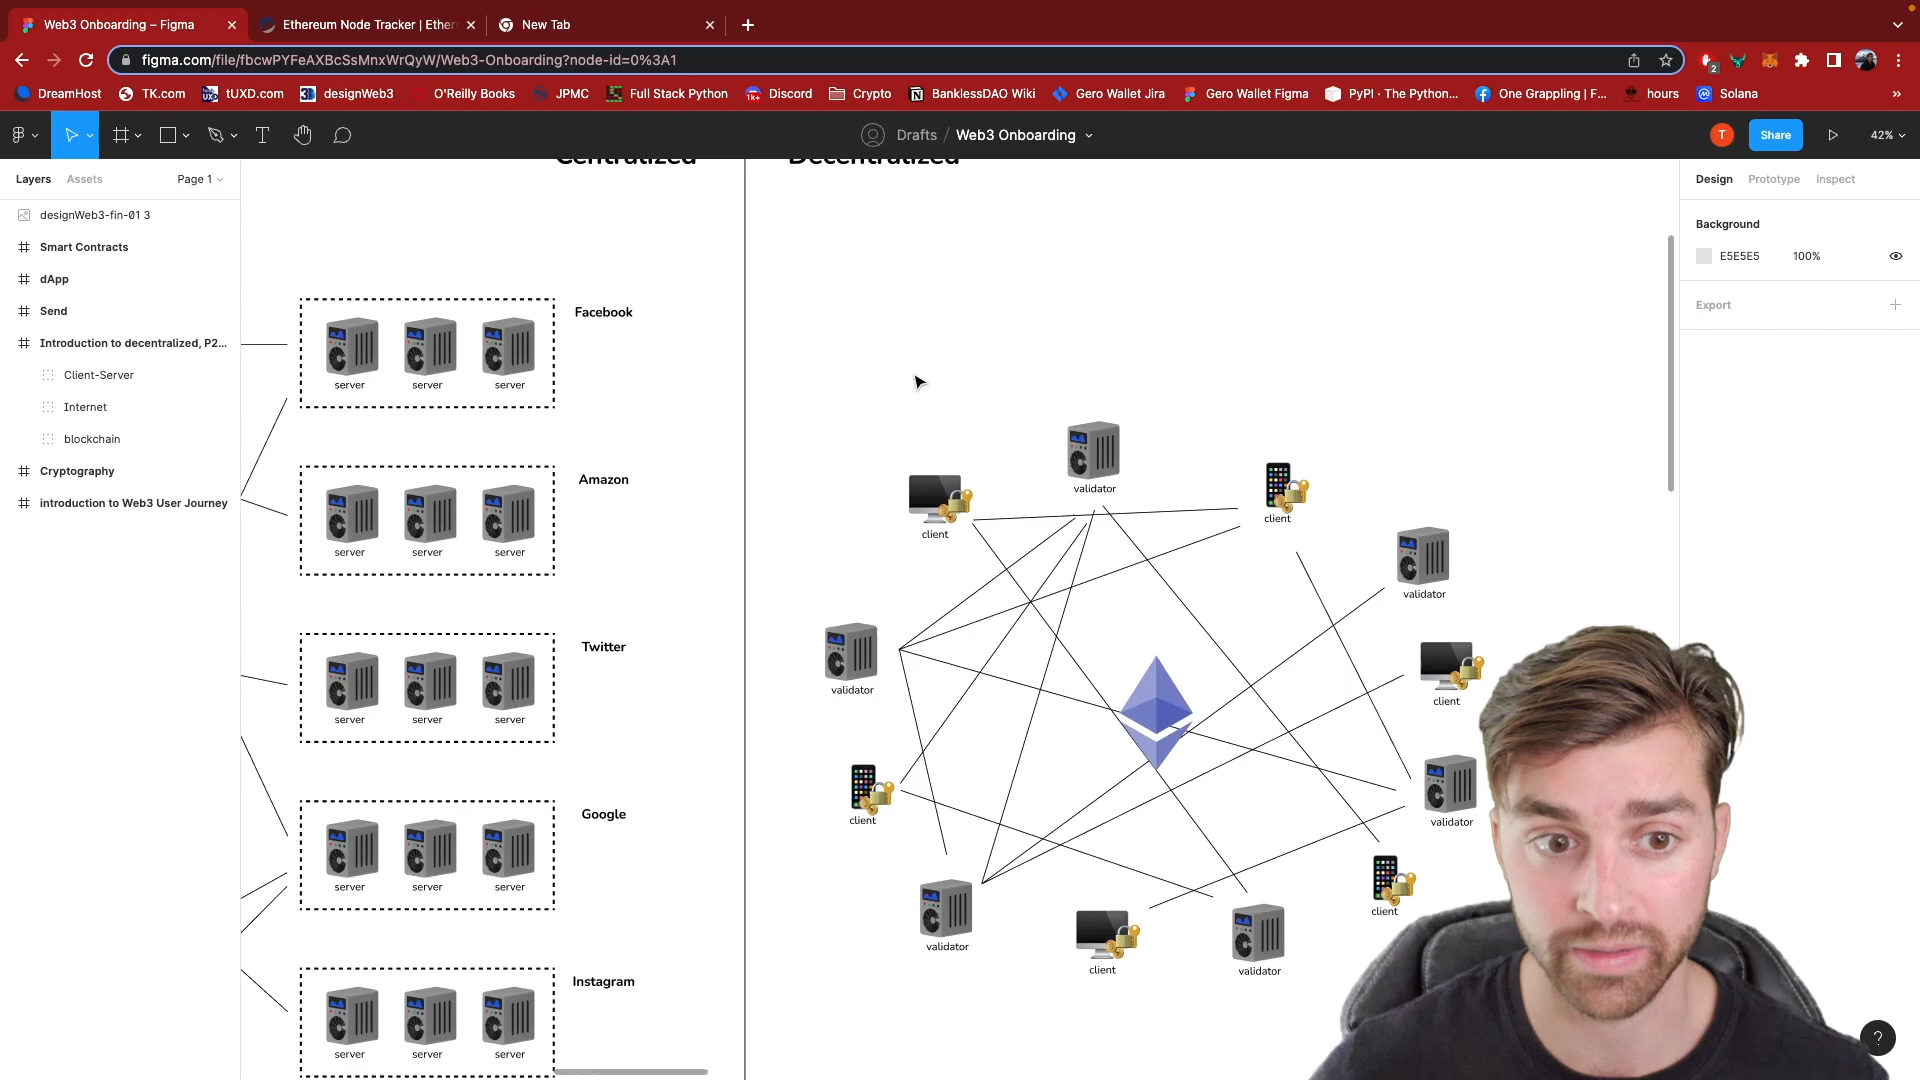 Web3 Onboarding – Figma
Ethereum Node Tracker | Ether
New Tab
figma.com/file/fbcwPYFeAXBcSsMnxWrQyW/Web3-Onboarding?node-id=0%3A1
2
DreamHost
TK.com
tUXD.com
designWeb3
O'Reilly Books
JPMC
Full Stack Python
Discord
Crypto
BanklessDAO Wiki
Gero Wallet Jira
Gero Wallet Figma
PyPI · The Python...
One Grappling | F...
hours
Solana
»
Drafts / Web3 Onboarding
T
Share
42%
Layers
Assets
Page 1
designWeb3-fin-01 3
Smart Contracts
dApp
Send
Introduction to decentralized, P2...
Client-Server
Internet
blockchain
Cryptography
introduction to Web3 User Journey
Centralized
Decentralized
Facebook
server
server
server
Amazon
server
server
server
Twitter
server
server
server
Google
server
server
server
Instagram
server
server
server
validator
client
client
validator
validator
client
client
validator
client
validator
client
validator
Design
Prototype
Inspect
Background
E5E5E5
100%
Export
?